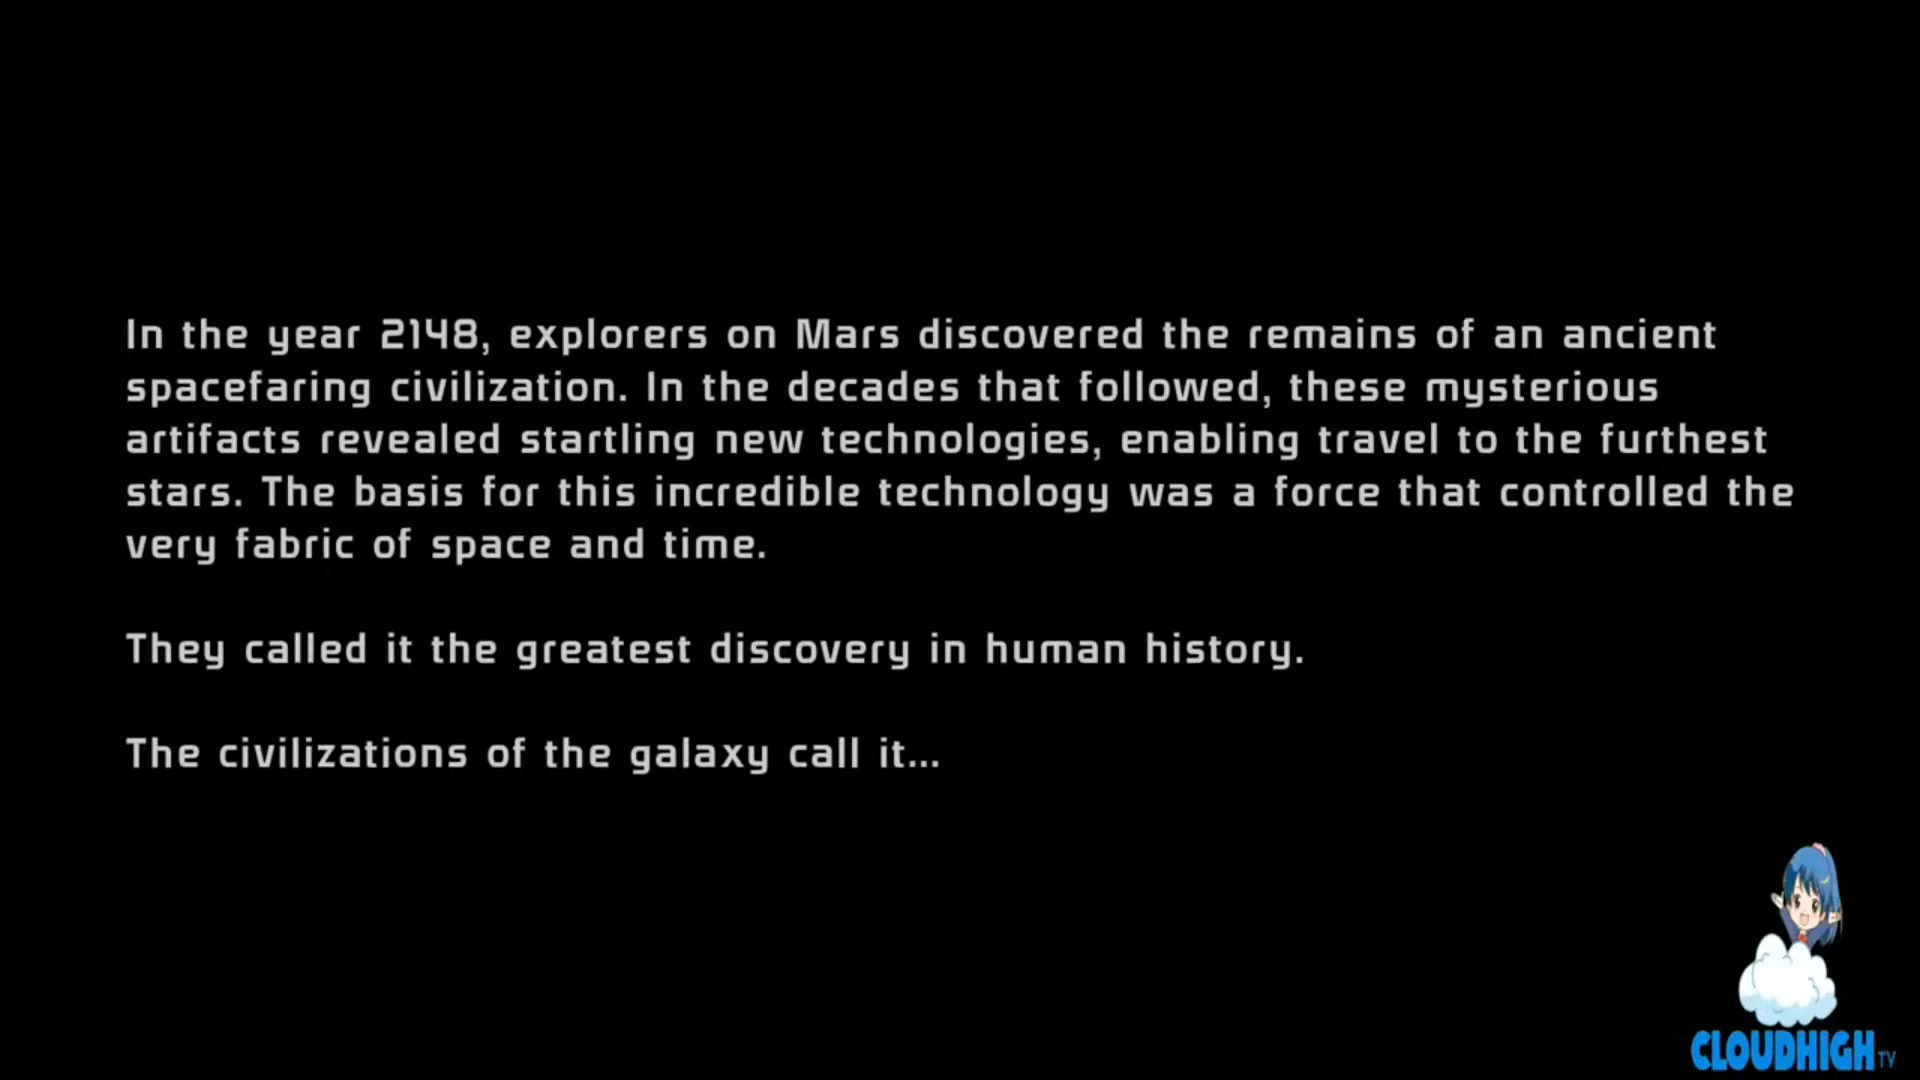 In the year 2148, explorers on Mars discovered the remains of an ancient
spacefaring civilization. In the decades that followed, these mysterious
artifacts revealed startling new technologies, enabling travel to the furthest
stars. The basis for this incredible technology was a force that controlled the
very fabric of space and time.
They called it the greatest discovery in human history.
The civilizations of the galaxy call it...
CLOUDHIGH TV